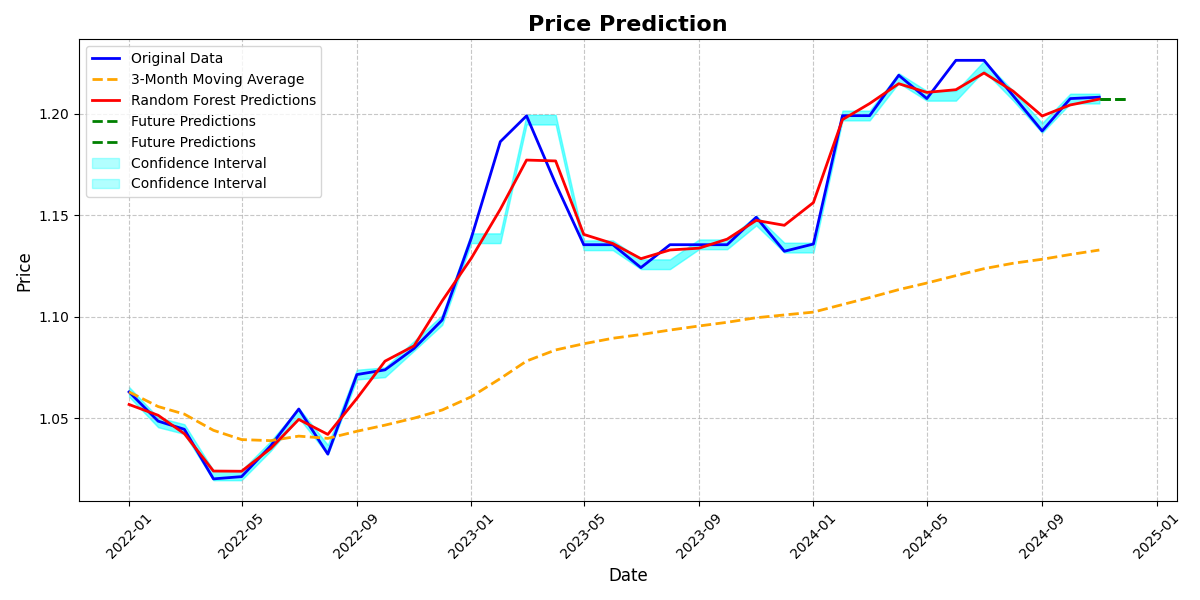 Price Prediction
Original Data
3-Month Moving Average
Random Forest Predictions
Future Predictions
Future Predictions
Confidence Interval
Confidence Interval
Price
1.20
1.15
1.10
1.05
2022-01
2022-05
2022-09
2023-01
2023-05
2023-09
2024-01
2024-05
2024-09
2025-01
Date